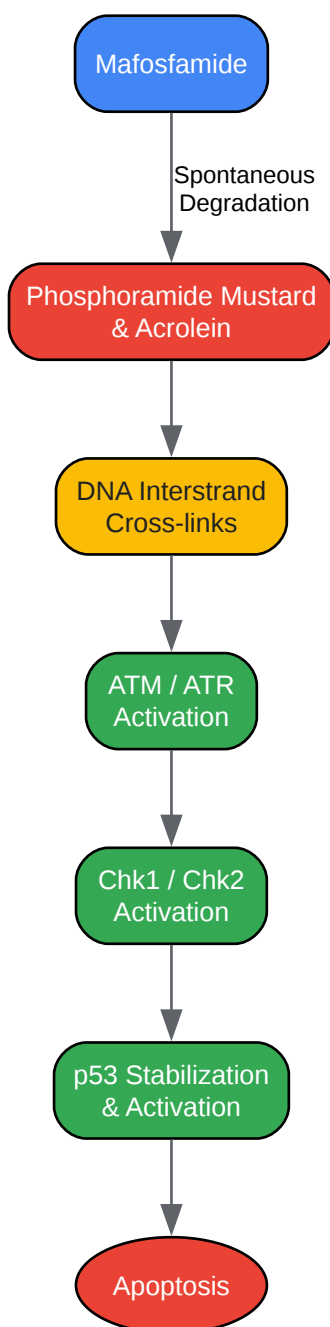 Mafosfamide
Spontaneous
Degradation
Phosphoramide Mustard
& Acrolein
DNA Interstrand
Cross-links
ATM / ATR
Activation
Chk1 / Chk2
Activation
p53 Stabilization
& Activation
Apoptosis